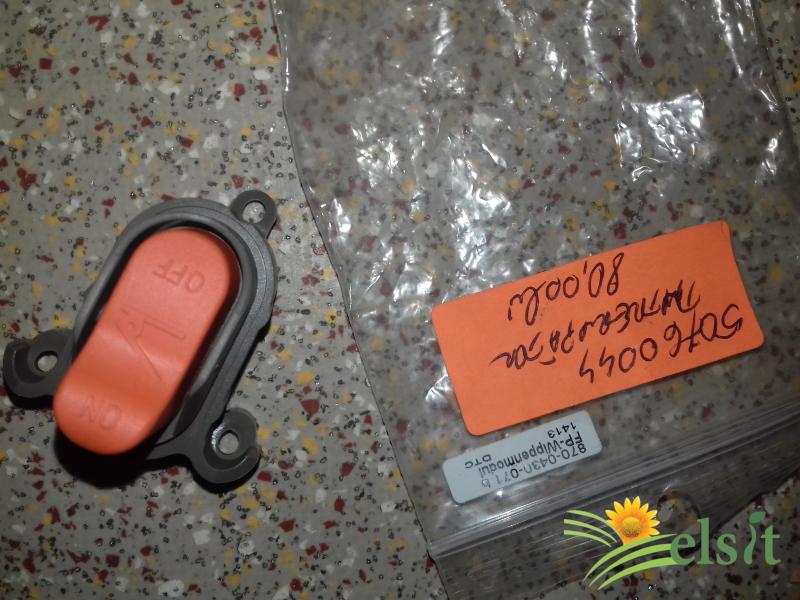 OFF
ON
50760044
80,00лв
870-0430-071 b
FP-Wippenmodul
1413
DTC
elsit